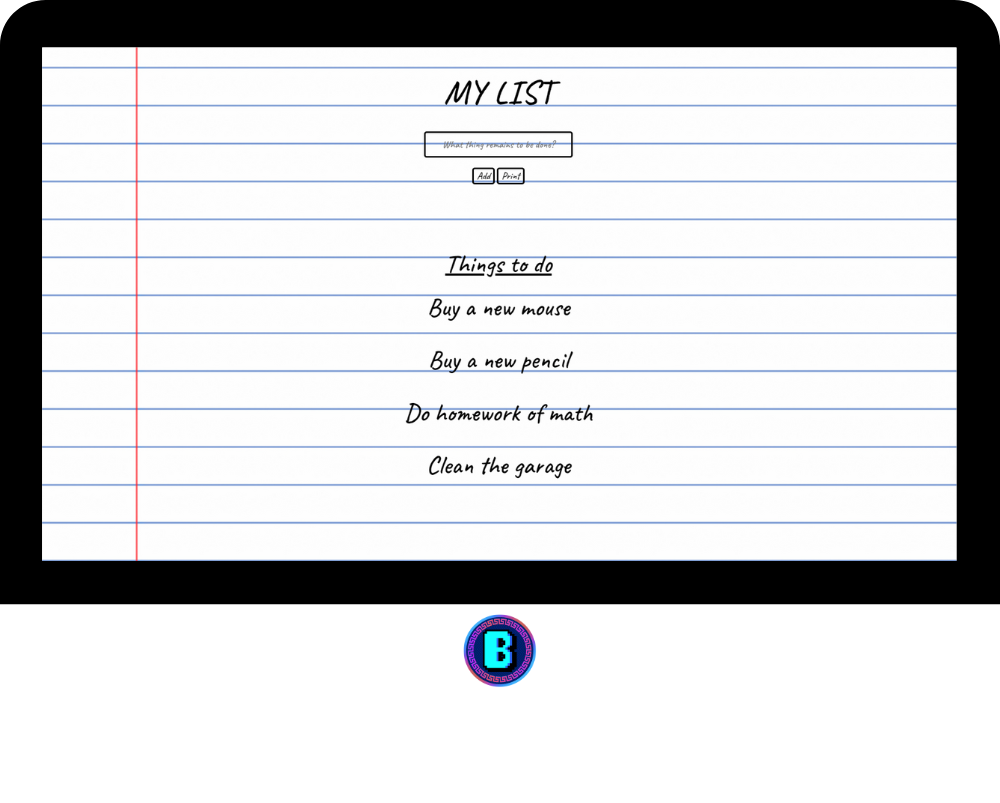 MY LIST
What thing remains to be done?
Add Print
Things to do
Buy a new mouse
Buy a new pencil
Do homework of math
Clean the garage
B